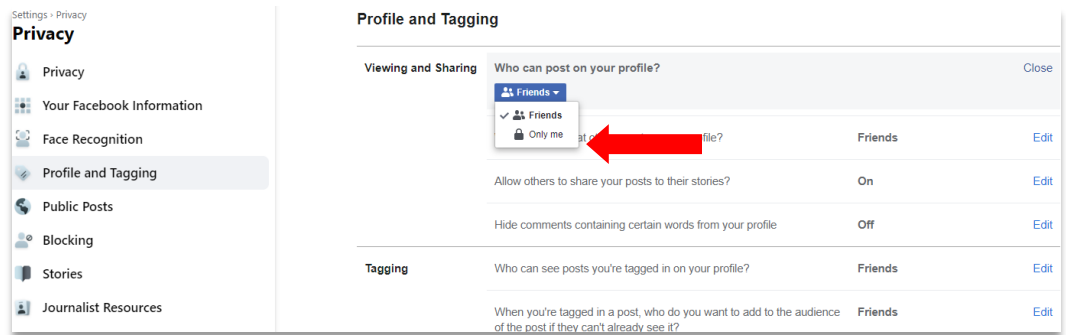 Settings › Privacy
Privacy
Privacy
Your Facebook Information
Face Recognition
Profile and Tagging
Public Posts
Blocking
Stories
Journalist Resources
Profile and Tagging
Viewing and Sharing
Who can post on your profile?
Close
Friends
Friends
Only me
file?
Friends
Edit
Allow others to share your posts to their stories?
On
Edit
Hide comments containing certain words from your profile
Off
Edit
Tagging
Who can see posts you're tagged in on your profile?
Friends
Edit
When you're tagged in a post, who do you want to add to the audience
of the post if they can't already see it?
Friends
Edit